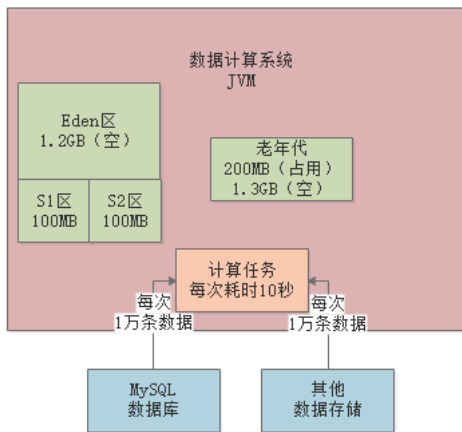 数据计算系统
JVM
Eden区
1.2GB（空）
S1区
100MB
S2区
100MB
老年代
200MB（占用）
1.3GB（空）
计算任务
每次耗时10秒
每次
1万条数据
每次
1万条数据
MySQL
数据库
其他
数据存储